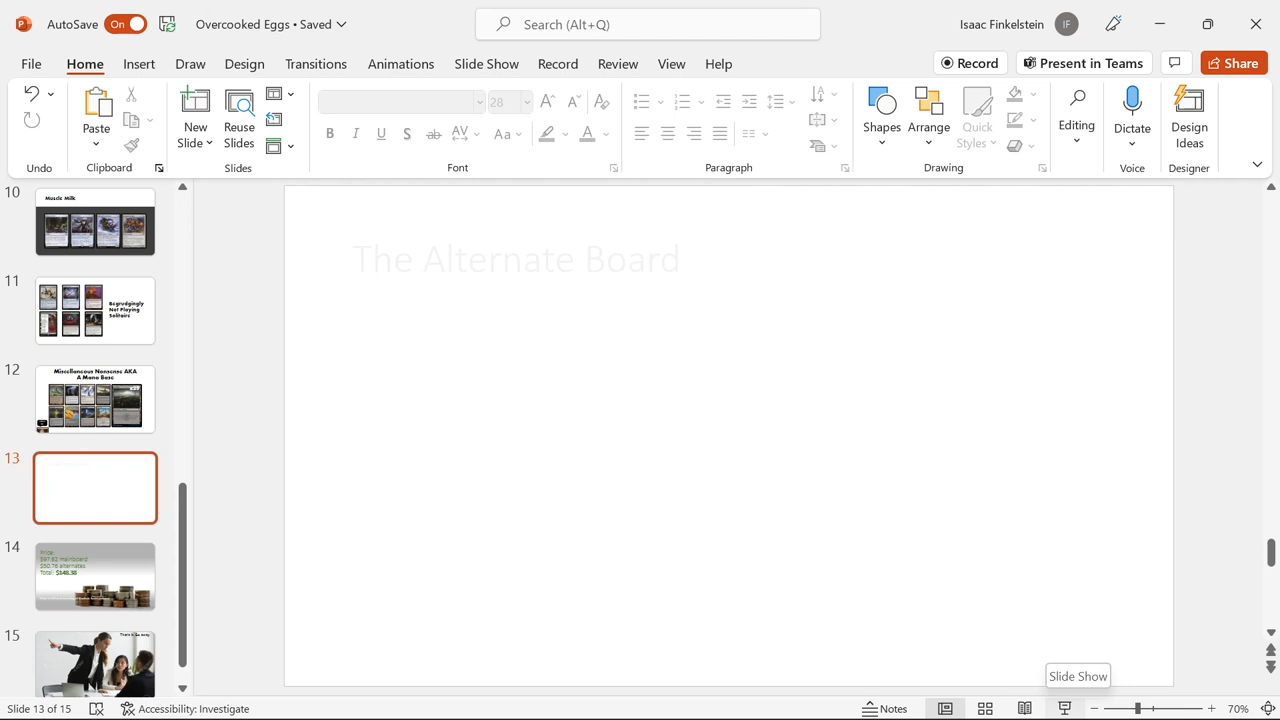 AutoSave On Overcooked Eggs • Saved Search (Alt+Q) Isaac Finkelstein IF
File Home Insert Draw Design Transitions Animations Slide Show Record Review View Help Record Present in Teams Share
Paste New Slide Reuse Slides 28 B I U S ab AV Aa A Shapes Arrange Quick Styles Editing Dictate Design Ideas
Undo Clipboard Slides Font Paragraph Drawing Voice Designer
10
Muscle Milk
11
Begrudgingly
Not Playing
Solitaire
12
Miscellaneous Nonsense AKA
A Mana Base
13
The Alternate Board
14
Price:
$97.62 mainboard
$50.76 alternates
Total: $148.38
15
Slide Show
Slide 13 of 15 Accessibility: Investigate Notes 70%